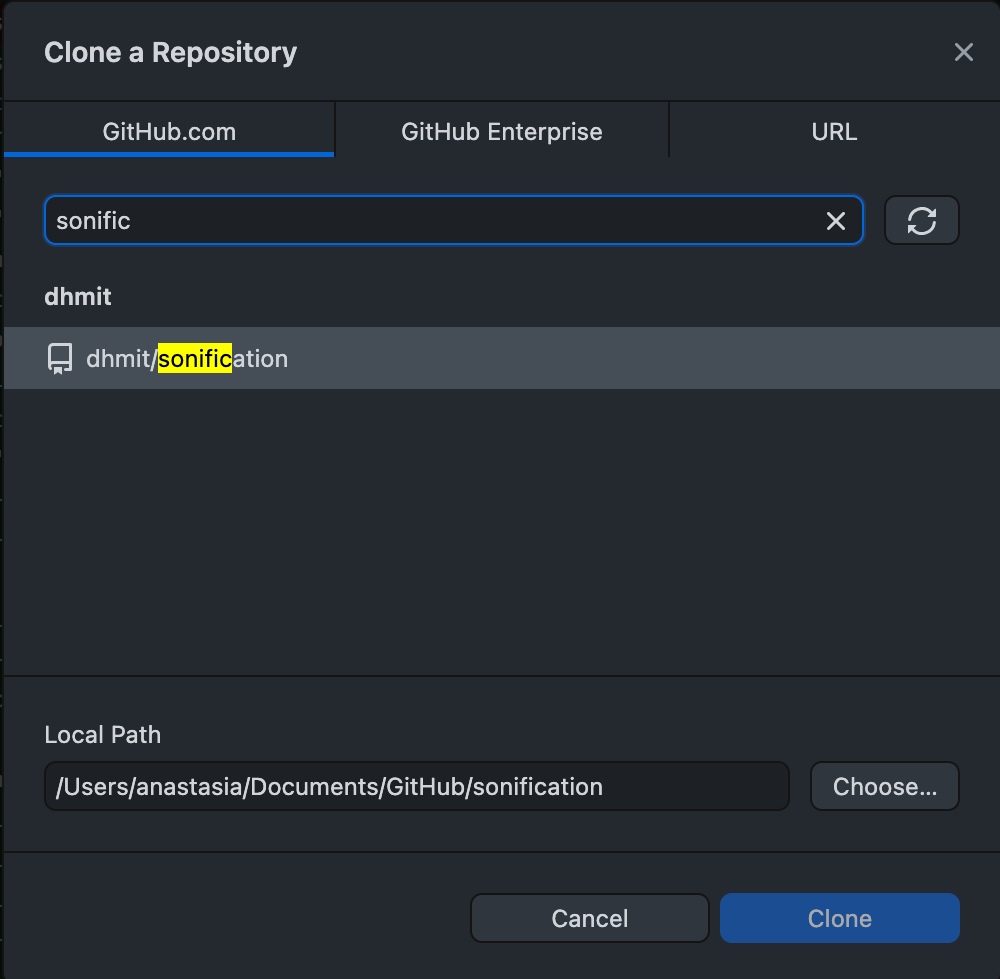 Clone a Repository
GitHub.com
GitHub Enterprise
URL
sonific
dhmit
dhmit/sonification
Local Path
/Users/anastasia/Documents/GitHub/sonification
Choose...
Cancel
Clone